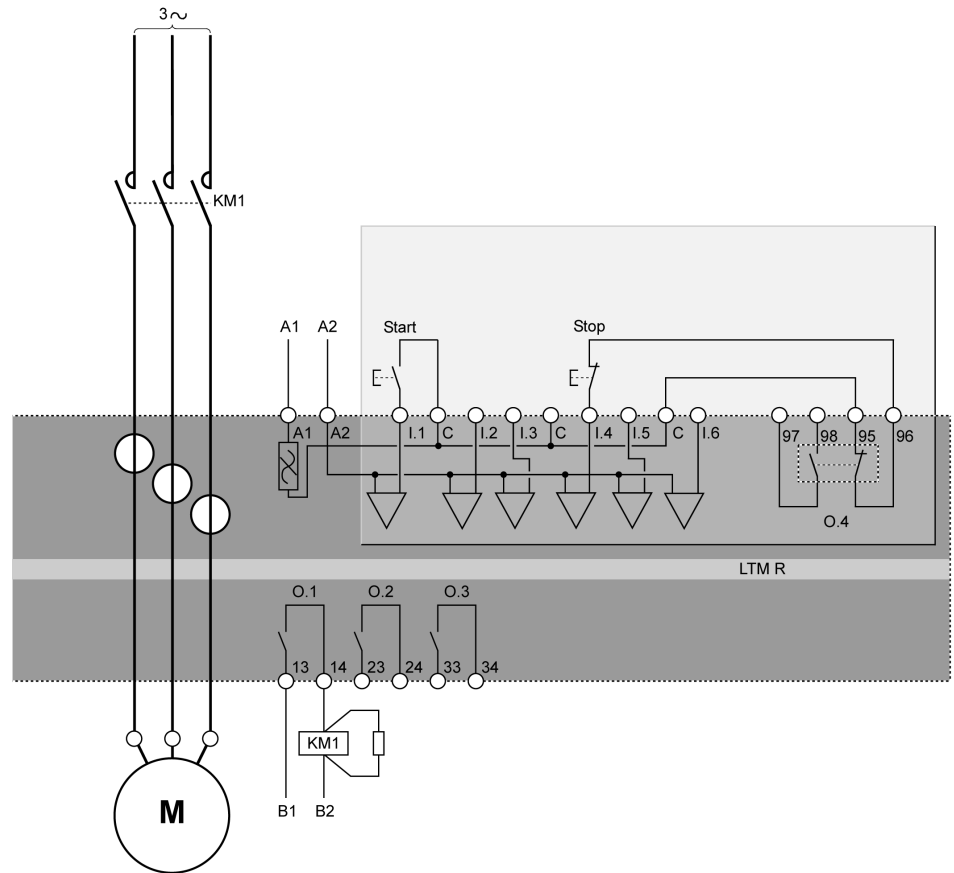 3～
KM1
A1 A2 Start Stop
A1 A2 I.1 C I.2 I.3 C I.4 I.5 C I.6 97 98 95 96
O.4
LTM R
O.1 O.2 O.3
13 14 23 24 33 34
KM1
B1 B2
M